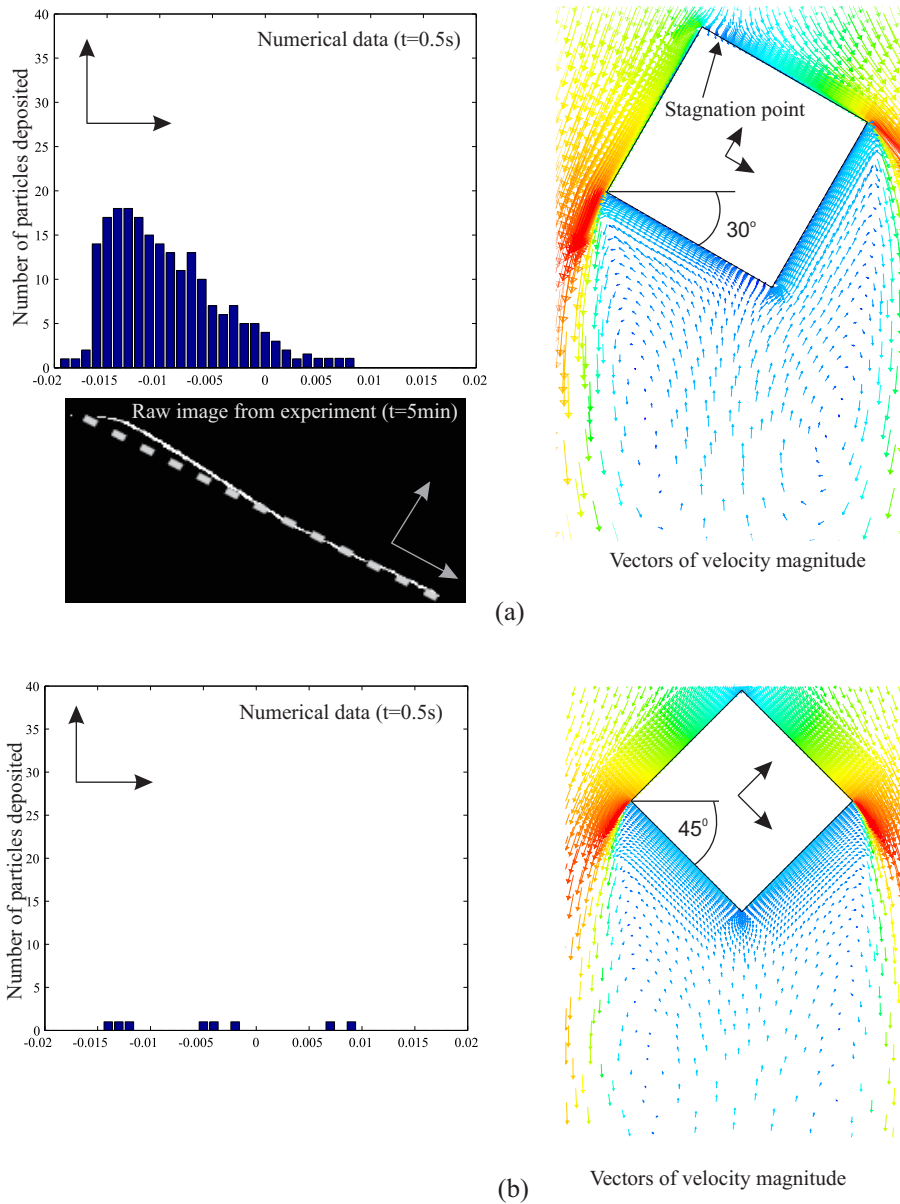 40
35
30
25
20
15
10
5
0
Number of particles deposited
Numerical data (t=0.5s)
-0.02 -0.015 -0.01 -0.005 0 0.005 0.01 0.015 0.02
Raw image from experiment (t=5min)
Stagnation point
30°
Vectors of velocity magnitude
(a)
40
35
30
25
20
15
10
5
0
Number of particles deposited
Numerical data (t=0.5s)
-0.02 -0.015 -0.01 -0.005 0 0.005 0.01 0.015 0.02
45⁰
Vectors of velocity magnitude
(b)